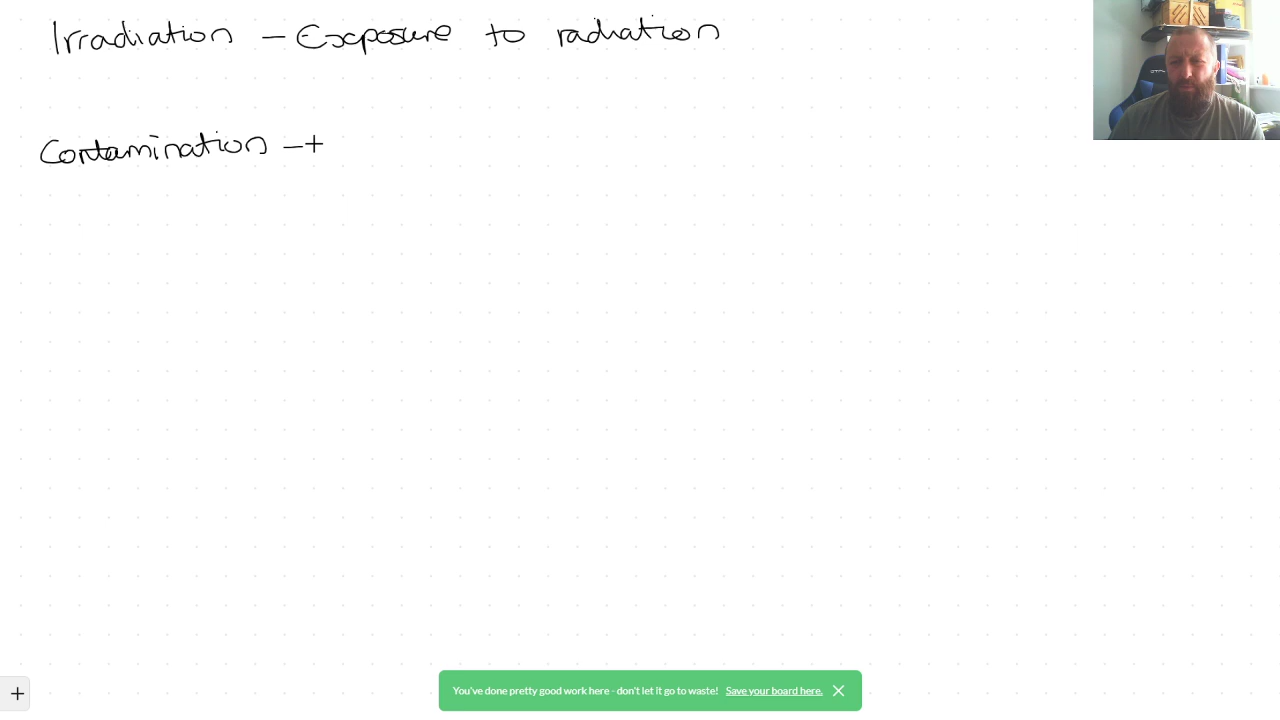 Irradiation - Exposure to radiation
Contamination - t
You've done pretty good work here - don't let it go to waste! Save your board here.